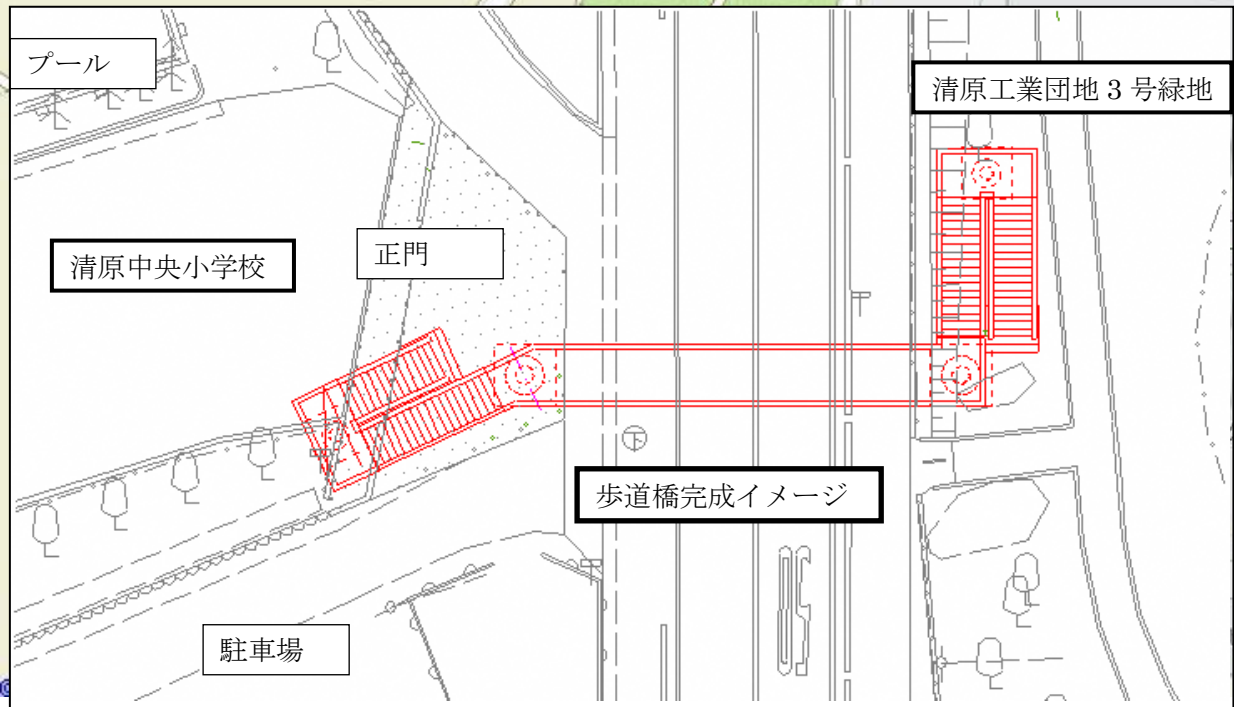 プール
清原工業団地３号緑地
正門
清原中央小学校
歩道橋完成イメージ
駐車場